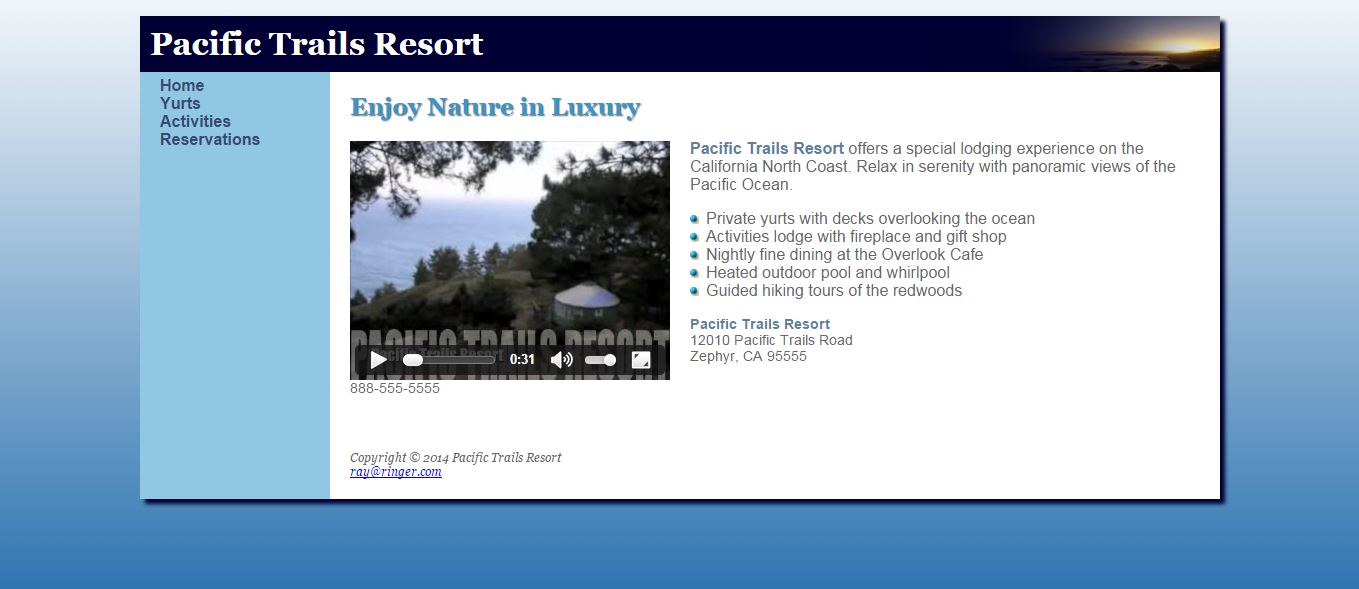 Pacific Trails Resort
Home
Yurts
Activities
Reservations
Enjoy Nature in Luxury
PACIFIC TRAILS RESORT
Pacific Trails Resort
0:31
Pacific Trails Resort offers a special lodging experience on the
California North Coast. Relax in serenity with panoramic views of the
Pacific Ocean.
Private yurts with decks overlooking the ocean
Activities lodge with fireplace and gift shop
Nightly fine dining at the Overlook Cafe
Heated outdoor pool and whirlpool
Guided hiking tours of the redwoods
Pacific Trails Resort
12010 Pacific Trails Road
Zephyr, CA 95555
888-555-5555
Copyright © 2014 Pacific Trails Resort
ray@ringer.com